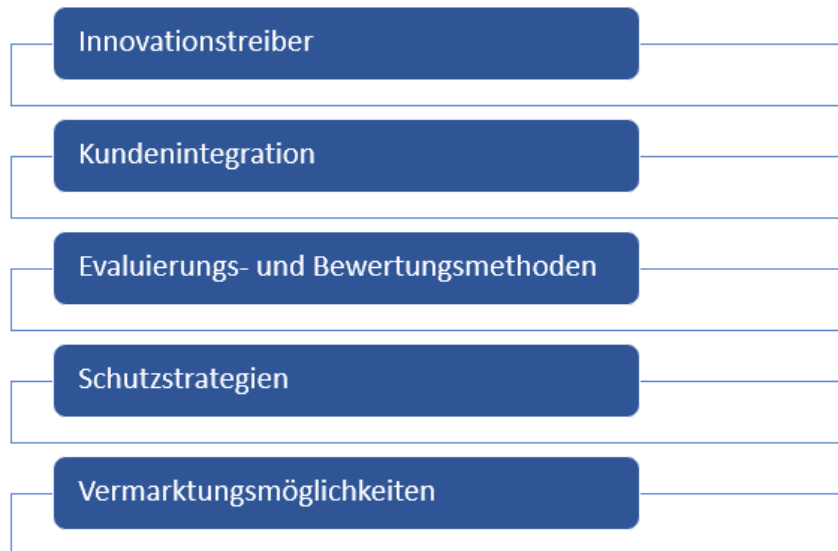 Innovationstreiber
Kundenintegration
Evaluierungs- und Bewertungsmethoden
Schutzstrategien
Vermarktungsmöglichkeiten